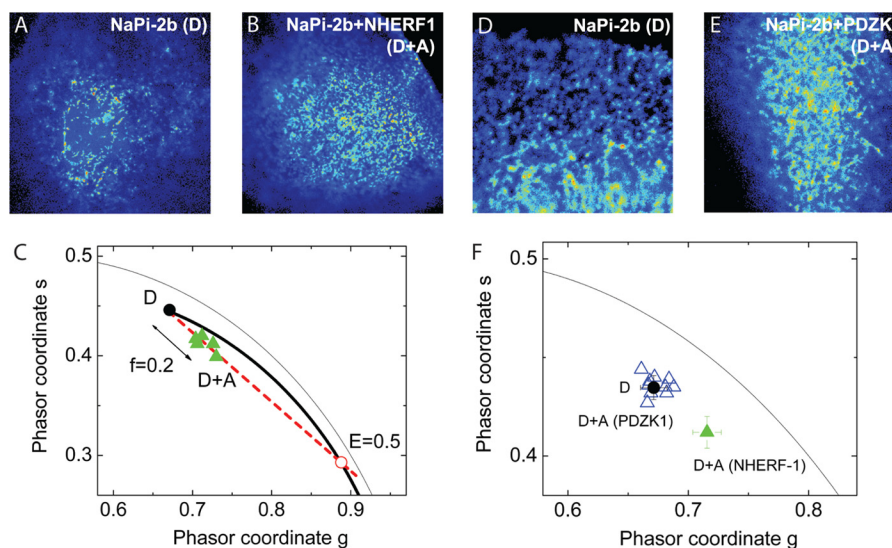 A
NaPi-2b (D)
B
NaPi-2b+NHERF1
(D+A)
D
NaPi-2b (D)
E
NaPi-2b+PDZK
(D+A
C
Phasor coordinate s
0.5
0.4
0.3
D
f=0.2
D+A
E=0.5
0.6
0.7
0.8
0.9
Phasor coordinate g
F
Phasor coordinate s
0.5
0.4
D
D+A (PDZK1)
D+A (NHERF-1)
0.6
0.7
0.8
Phasor coordinate g